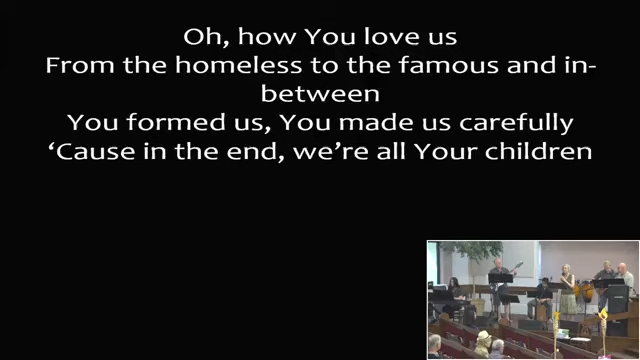 Oh, how You love us
From the homeless to the famous and in-
between
You formed us, You made us carefully
‘Cause in the end, we’re all Your children